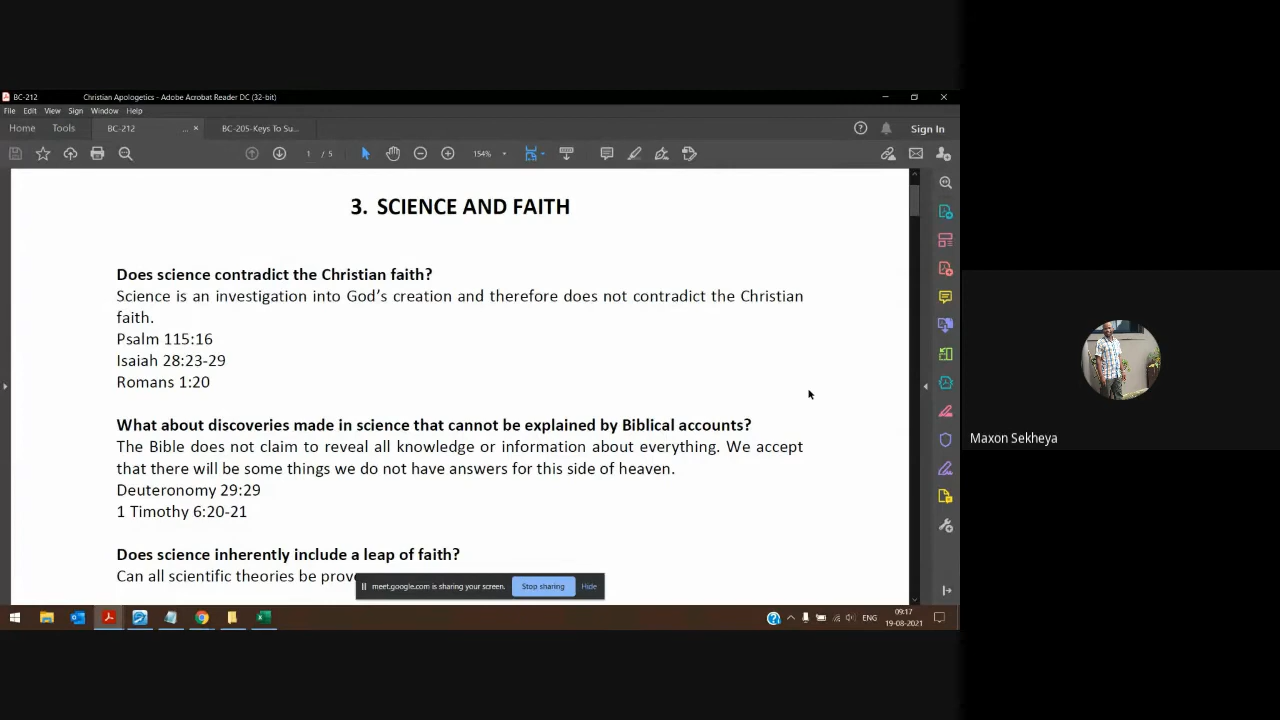 BC-212 Christian Apologetics - Adobe Acrobat Reader DC (32-bit)
File Edit View Sign Window Help
Home Tools BC-212 ... × BC-205-Keys To Su... Sign In
1 / 5 154%
3. SCIENCE AND FAITH
Does science contradict the Christian faith?
Science is an investigation into God’s creation and therefore does not contradict the Christian
faith.
Psalm 115:16
Isaiah 28:23-29
Romans 1:20
What about discoveries made in science that cannot be explained by Biblical accounts?
The Bible does not claim to reveal all knowledge or information about everything. We accept
that there will be some things we do not have answers for this side of heaven.
Deuteronomy 29:29
1 Timothy 6:20-21
Does science inherently include a leap of faith?
Can all scientific theories be prov
meet.google.com is sharing your screen. Stop sharing Hide
ENG 09:17
19-08-2021
Maxon Sekheya